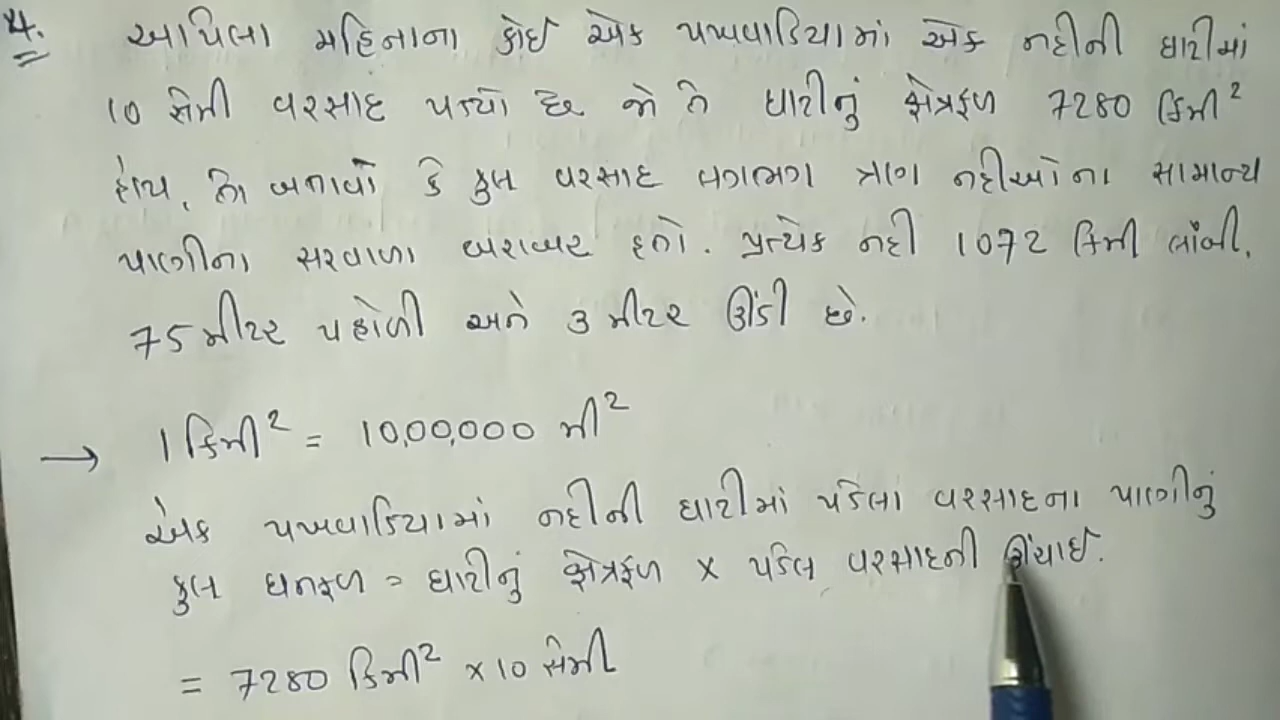 4. આપેલા મહિનાના કોઈ એક પખવાડિયામાં એક નદીની ઘાટીમાં
10 સેમી વરસાદ પડ્યો છે જો તે ઘાટીનું ક્ષેત્રફળ 7280 કિમી²
હોય, તો બતાવો કે કુલ વરસાદ લગભગ ત્રણ નદીઓના સામાન્ય
પાણીના સરવાળા બરાબર હતો. પ્રત્યેક નદી 1072 કિમી લાંબી,
75 મીટર પહોળી અને 3 મીટર ઊંડી છે.
→ 1 કિમી² = 10,00,000 મી²
એક પખવાડિયામાં નદીની ઘાટીમાં પડેલા વરસાદના પાણીનું
કુલ ઘનફળ = ઘાટીનું ક્ષેત્રફળ × પડેલ વરસાદની ઊંચાઈ.
= 7280 કિમી² × 10 સેમી